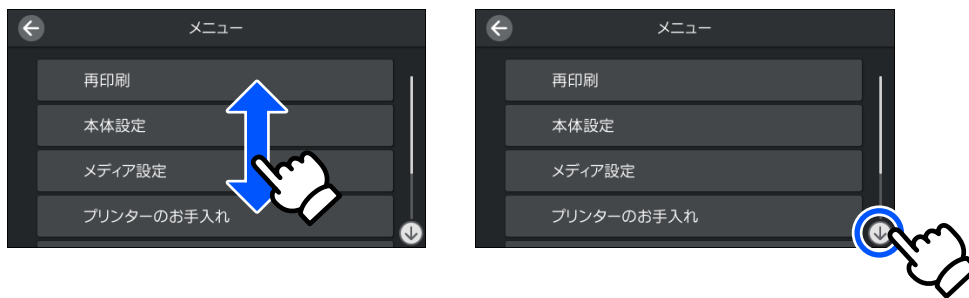 メニュー
再印刷
本体設定
メディア設定
プリンターのお手入れ
メニュー
再印刷
本体設定
メディア設定
プリンターのお手入れ